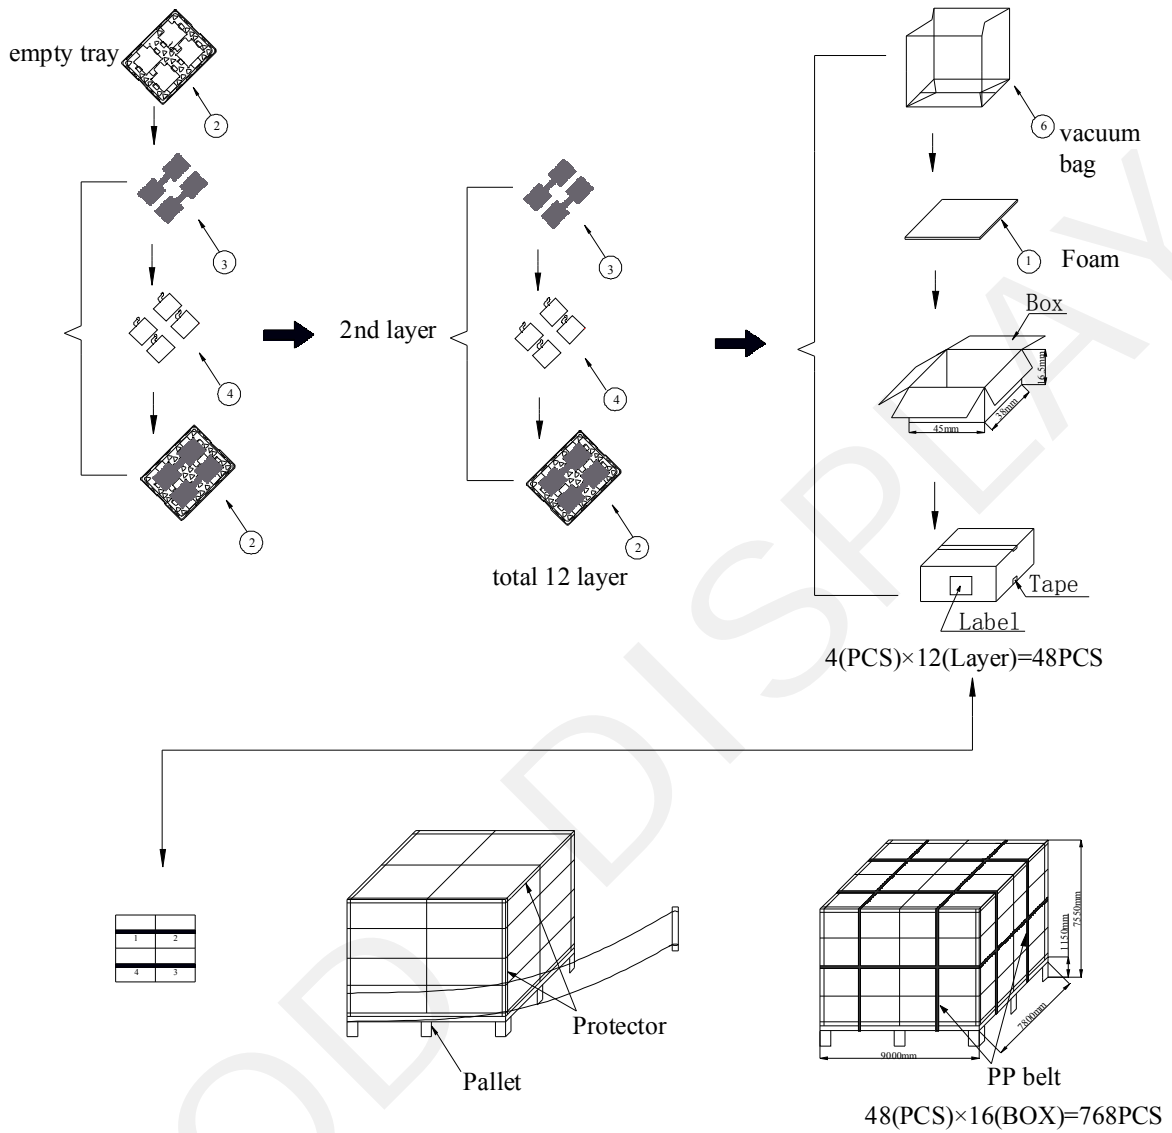 empty tray
2
3
4
2
2nd layer
3
4
2
total 12 layer
6
vacuum
bag
1
Foam
Box
16.5mm
38mm
45mm
Tape
Label
4(PCS)×12(Layer)=48PCS
1
2
4
3
Protector
Pallet
7550mm
1150mm
7800mm
9000mm
PP belt
48(PCS)×16(BOX)=768PCS
OD DISPLAY